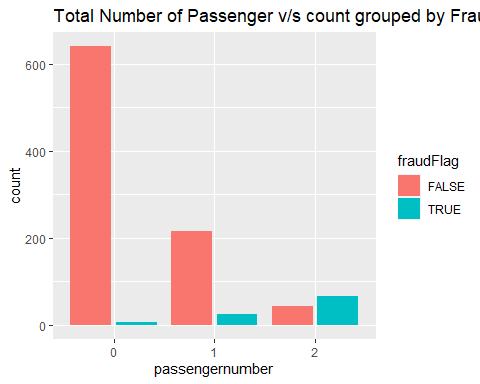 Total Number of Passenger v/s count grouped by Frau
600
400
200
0
count
0 1 2
passengernumber
fraudFlag
FALSE
TRUE